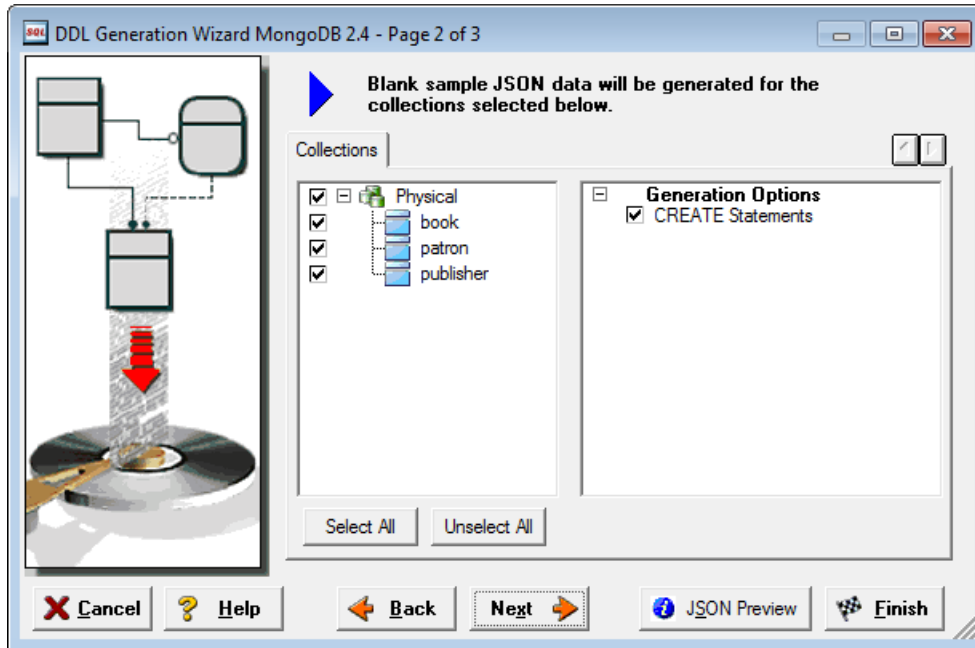 SQL DDL Generation Wizard MongoDB 2.4 - Page 2 of 3
Blank sample JSON data will be generated for the
collections selected below.
Collections
Physical
book
patron
publisher
Generation Options
CREATE Statements
Select All Unselect All
Cancel Help Back Next JSON Preview Finish